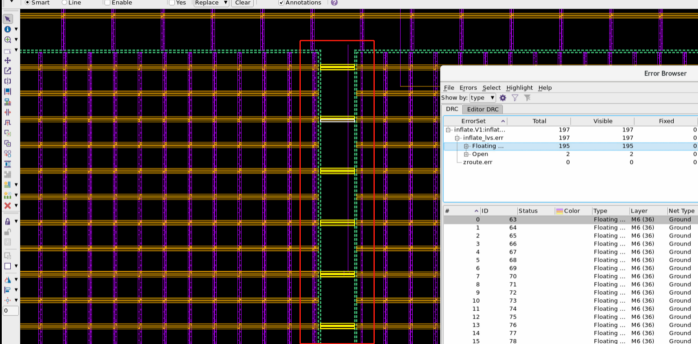 Smart Line Enable Yes Replace Clear Annotations
Error Browser
File Errors Select Highlight Help
Show by: type
DRC Editor DRC
ErrorSet Total Visible Fixed
inflate.V1:inflat... 197 197 0
inflate_lvs.err 197 197 0
Floating ... 195 195 0
Open 2 2 0
zroute.err 0 0 0
# ID Status Color Type Layer Net Type
0 63 Floating ... M6 (36) Ground
1 64 Floating ... M6 (36) Ground
2 65 Floating ... M6 (36) Ground
3 66 Floating ... M6 (36) Ground
4 67 Floating ... M6 (36) Ground
5 68 Floating ... M6 (36) Ground
6 69 Floating ... M6 (36) Ground
7 70 Floating ... M6 (36) Ground
8 71 Floating ... M6 (36) Ground
9 72 Floating ... M6 (36) Ground
10 73 Floating ... M6 (36) Ground
11 74 Floating ... M6 (36) Ground
12 75 Floating ... M6 (36) Ground
13 76 Floating ... M6 (36) Ground
14 77 Floating ... M6 (36) Ground
15 78 Floating ... M6 (36) Ground
0